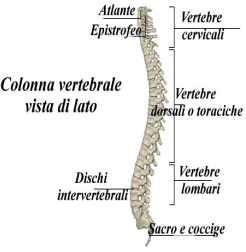 Atlante
Epistrofeo
Vertebre
cervicali
Colonna vertebrale
vista di lato
Vertebre
dorsali o toraciche
Dischi
intervertebrali
Vertebre
lombari
Sacro e coccige